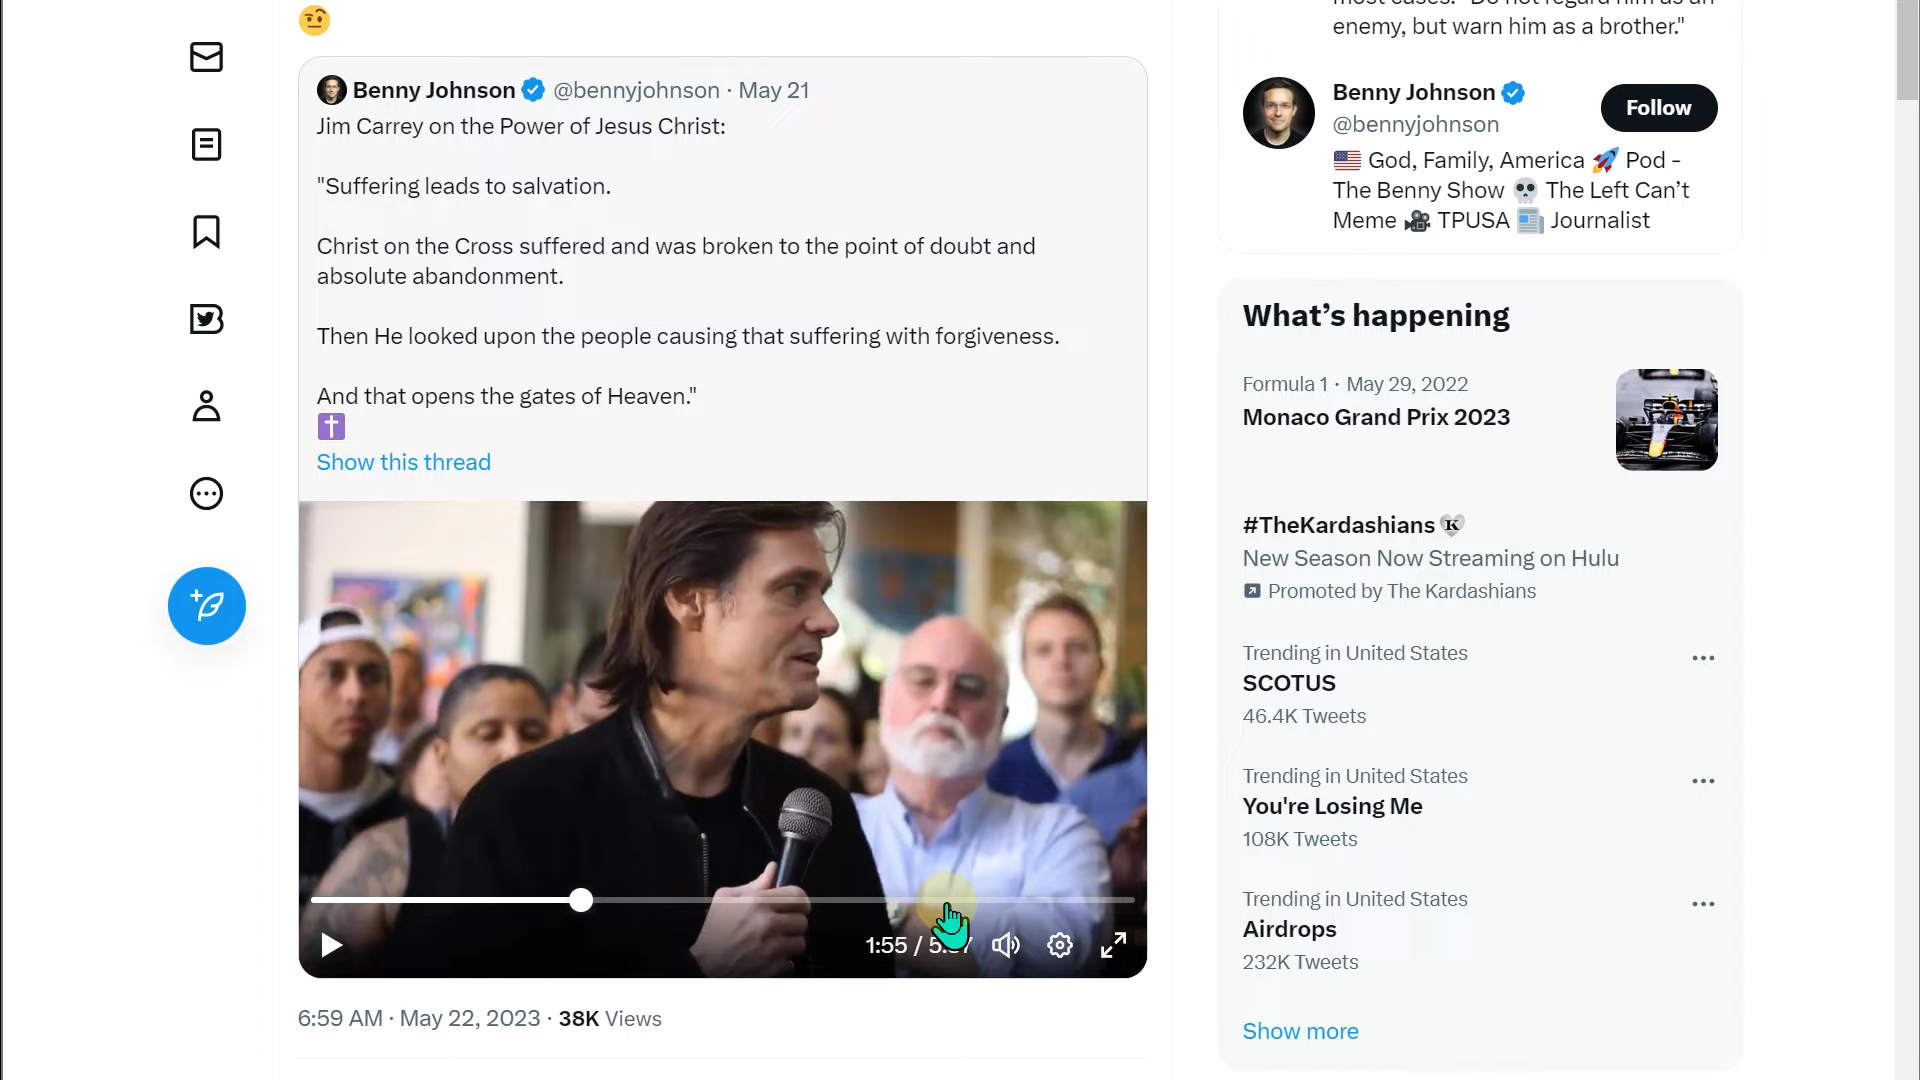 Benny Johnson @bennyjohnson · May 21
Jim Carrey on the Power of Jesus Christ:
"Suffering leads to salvation.
Christ on the Cross suffered and was broken to the point of doubt and
absolute abandonment.
Then He looked upon the people causing that suffering with forgiveness.
And that opens the gates of Heaven."
Show this thread
1:55 /
6:59 AM · May 22, 2023 · 38K Views
enemy, but warn him as a brother."
Benny Johnson
@bennyjohnson
Follow
God, Family, America Pod -
The Benny Show The Left Can’t
Meme TPUSA Journalist
What’s happening
Formula 1 · May 29, 2022
Monaco Grand Prix 2023
#TheKardashians
New Season Now Streaming on Hulu
Promoted by The Kardashians
Trending in United States
SCOTUS
46.4K Tweets
Trending in United States
You're Losing Me
108K Tweets
Trending in United States
Airdrops
232K Tweets
Show more